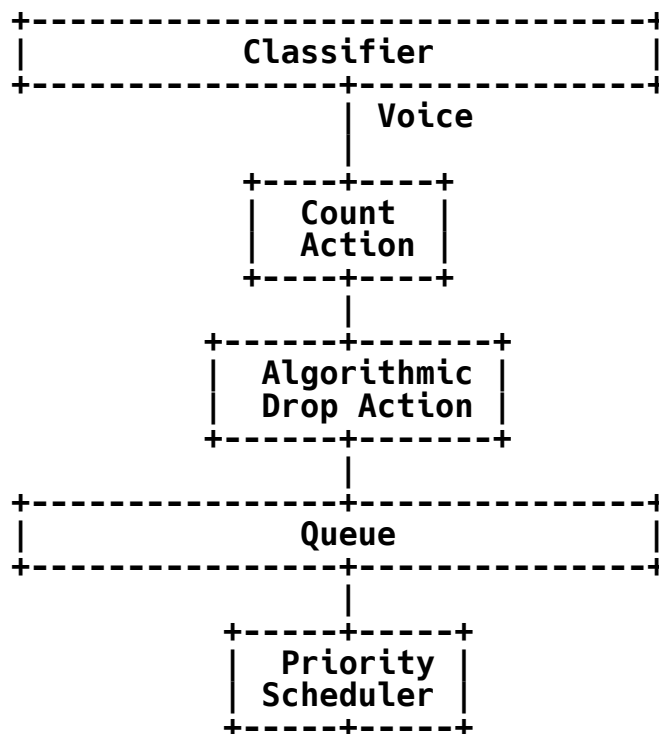 Classifier
Voice
Count
Action
Algorithmic
Drop Action
Queue
Priority
Scheduler